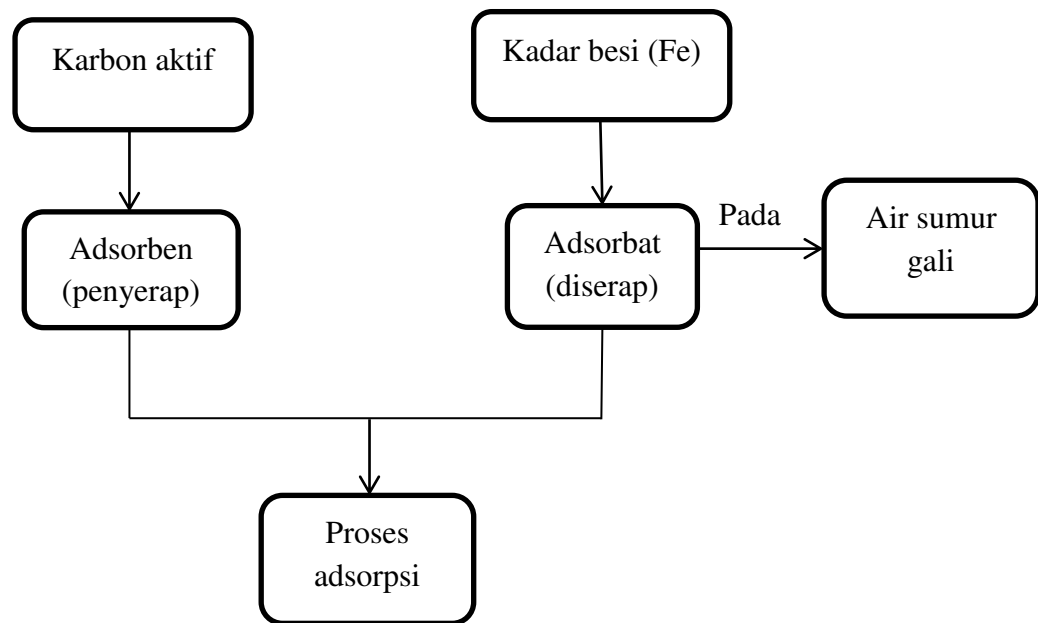 Karbon aktif
Kadar besi (Fe)
Adsorben
(penyerap)
Adsorbat
(diserap)
Pada
Air sumur
gali
Proses
adsorpsi